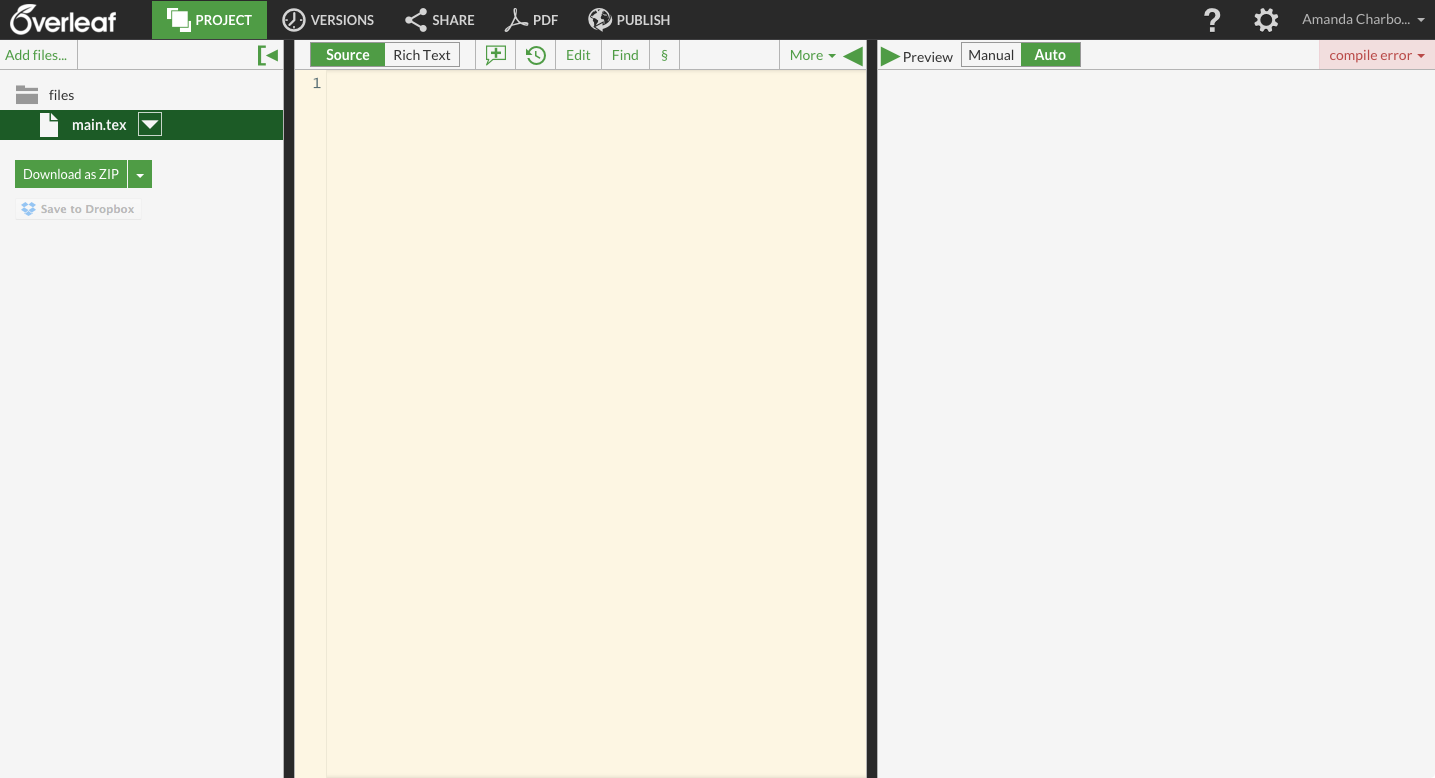 Overleaf PROJECT VERSIONS SHARE PDF PUBLISH ? Amanda Charbo...
Add files... Source Rich Text Edit Find § More Preview Manual Auto compile error
1
files
main.tex
Download as ZIP
Save to Dropbox